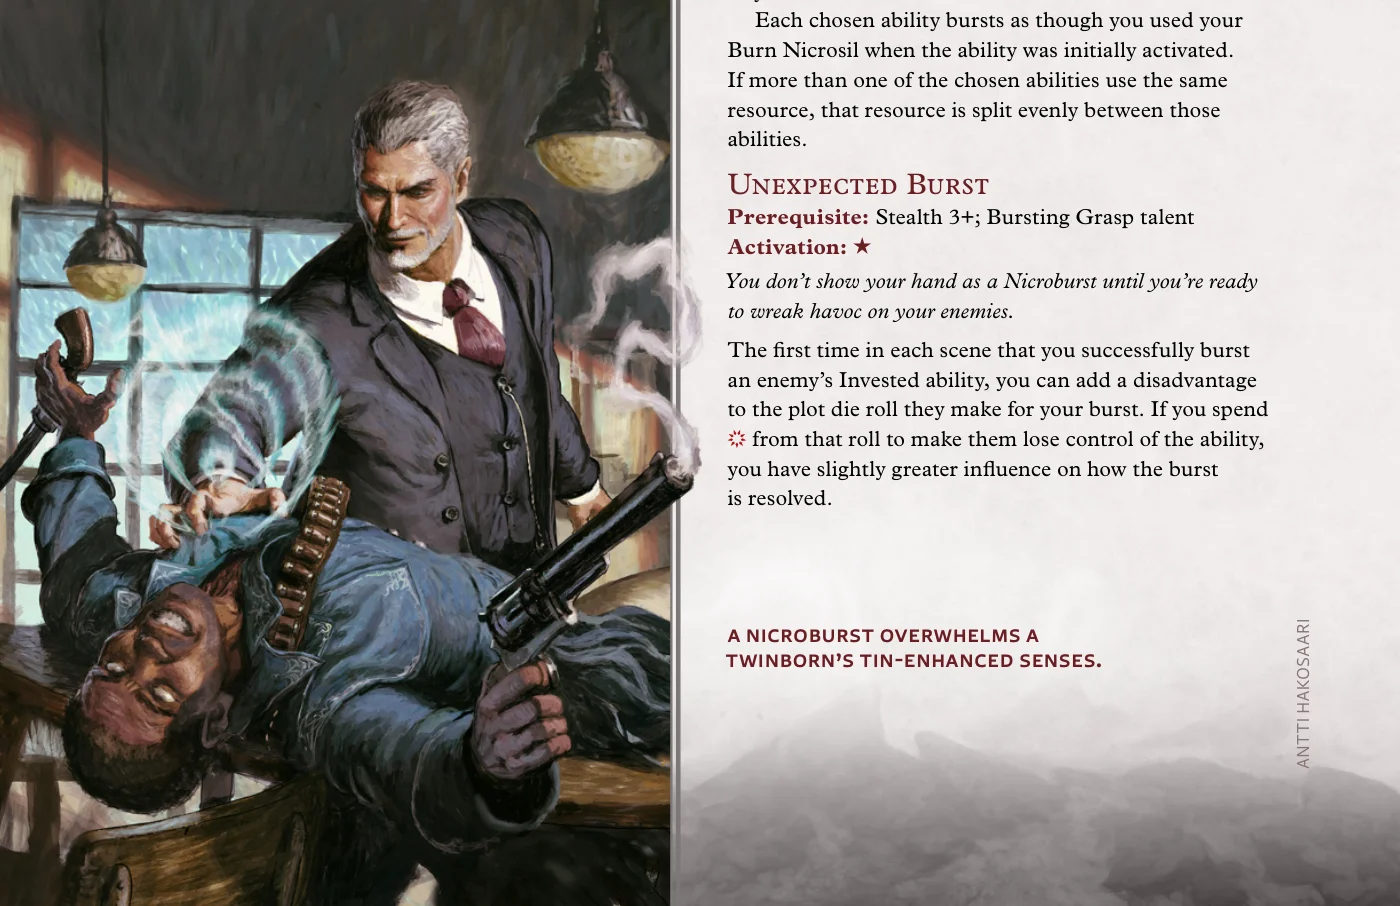 Each chosen ability bursts as though you used your
Burn Nicrosil when the ability was initially activated.
If more than one of the chosen abilities use the same
resource, that resource is split evenly between those
abilities.
Unexpected Burst
Prerequisite: Stealth 3+; Bursting Grasp talent
Activation: ★
You don't show your hand as a Nicroburst until you're ready
to wreak havoc on your enemies.
The first time in each scene that you successfully burst
an enemy's Invested ability, you can add a disadvantage
to the plot die roll they make for your burst. If you spend
from that roll to make them lose control of the ability,
you have slightly greater influence on how the burst
is resolved.
A NICROBURST OVERWHELMS A
TWINBORN'S TIN-ENHANCED SENSES.
ANTTI HAKOSAARI